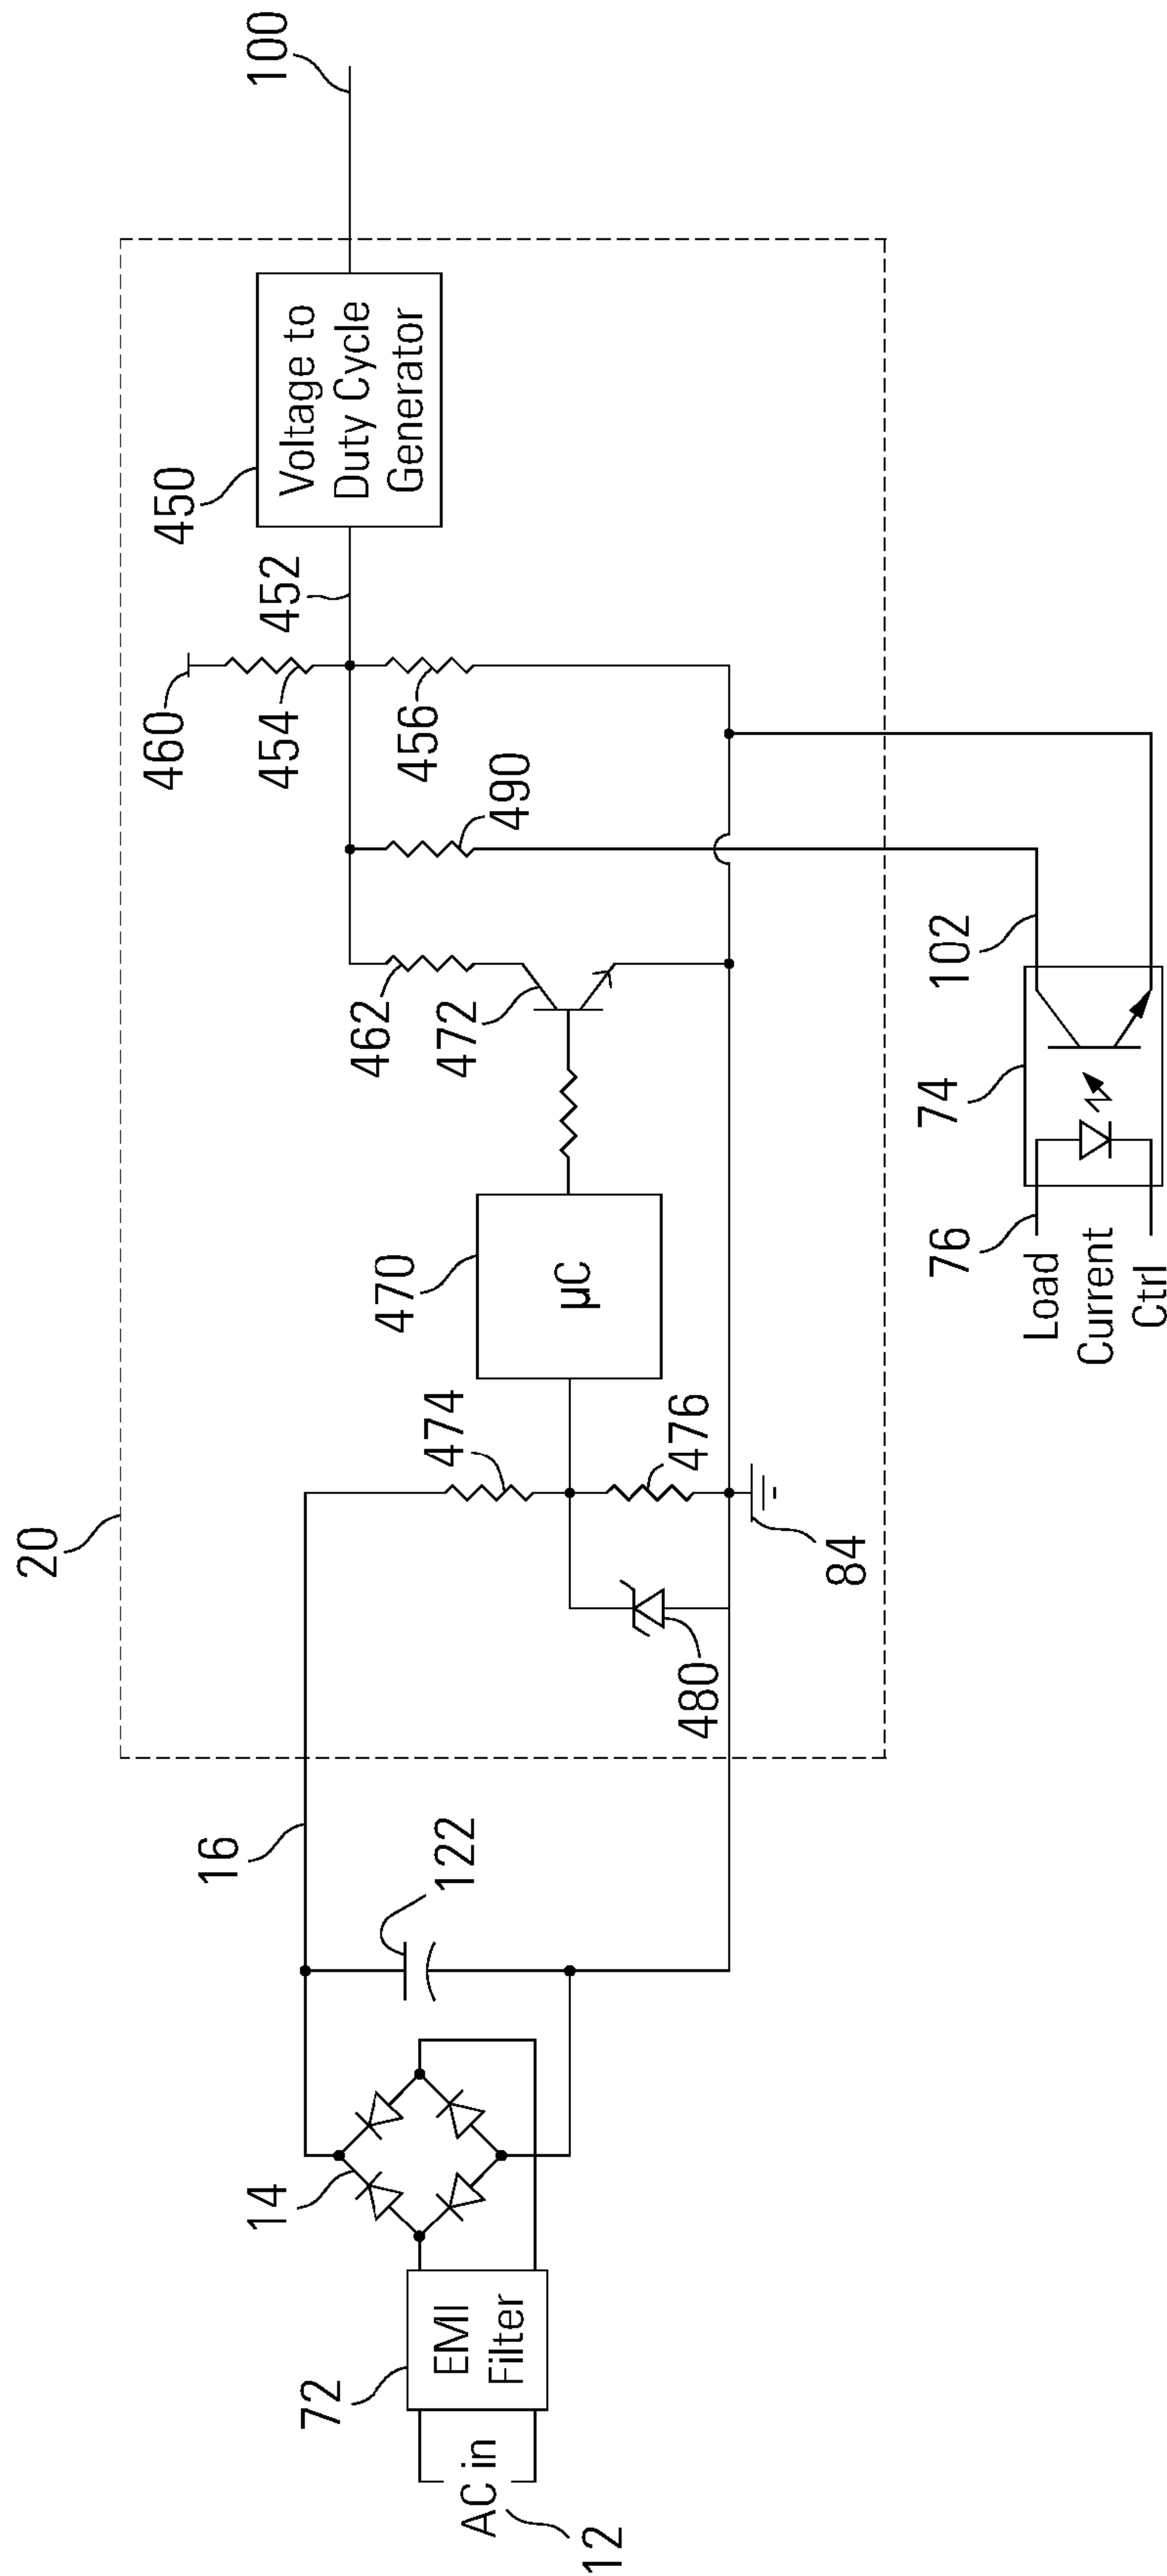 20
100
450
Voltage to
Duty Cycle
Generator
460
454
452
456
490
462
472
470
µC
474
476
480
84
16
122
14
72
EMI
Filter
AC in
12
102
74
76
Load
Current
Ctrl